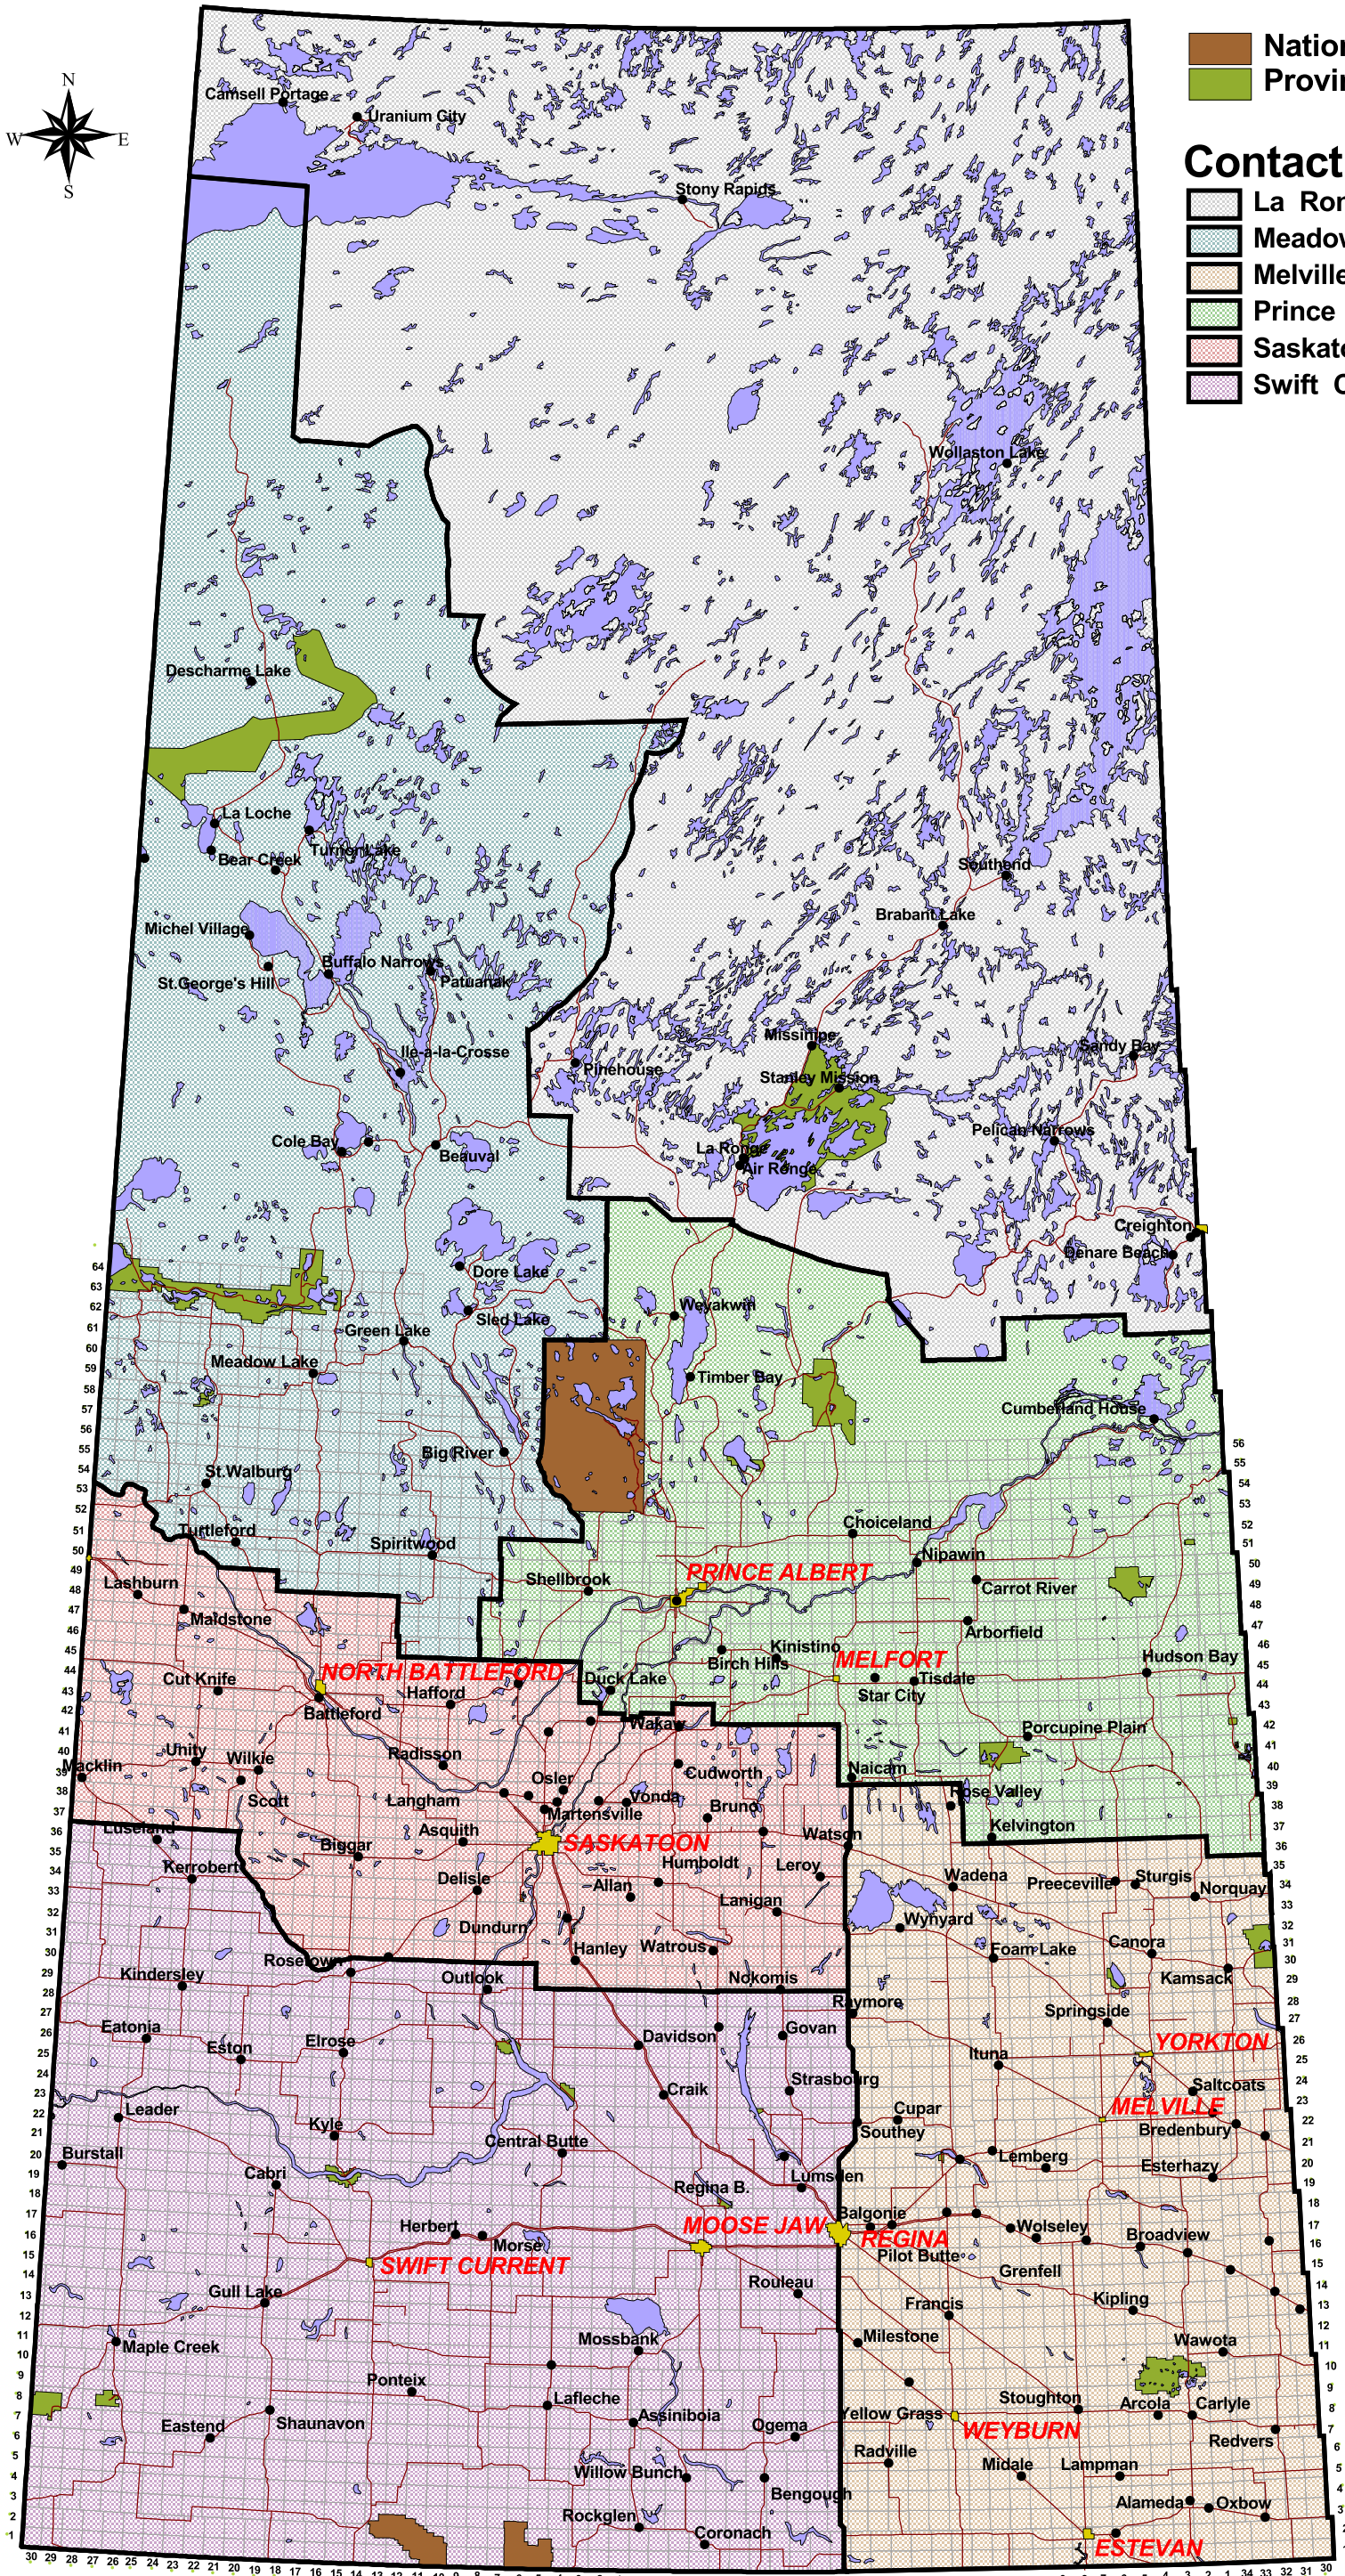 N
W
E
S
Nation
Provin
Contact
La Ron
Meadow
Melville
Prince
Saskato
Swift C
Camsell Portage
Uranium City
Stony Rapids
Wollaston Lake
Descharme Lake
La Loche
Turnor Lake
Bear Creek
Southend
Brabant Lake
Michel Village
Buffalo Narrows
St.George's Hill
Patuanak
Missinipe
Sandy Bay
Ile-a-la-Crosse
Pinehouse
Stanley Mission
Pelican Narrows
Cole Bay
Beauval
La Ronge
Air Ronge
Creighton
Denare Beach
Dore Lake
Weyakwin
Sled Lake
Green Lake
Meadow Lake
Timber Bay
Cumberland House
Big River
St.Walburg
Choiceland
Turtleford
Spiritwood
Nipawin
PRINCE ALBERT
Shellbrook
Carrot River
Lashburn
Maidstone
Arborfield
Kinistino
Birch Hills
MELFORT
Hudson Bay
NORTH BATTLEFORD
Duck Lake
Tisdale
Cut Knife
Hafford
Star City
Battleford
Wakaw
Porcupine Plain
Unity
Wilkie
Radisson
Macklin
Cudworth
Naicam
Osler
Rose Valley
Scott
Langham
Vonda
Bruno
Martensville
Luseland
Asquith
SASKATOON
Watson
Kelvington
Biggar
Kerrobert
Humboldt
Leroy
Delisle
Allan
Wadena
Preeceville
Sturgis
Norquay
Lanigan
Dundurn
Wynyard
Hanley
Watrous
Foam Lake
Canora
Rosetown
Kindersley
Outlook
Nokomis
Kamsack
Raymore
Springside
Eatonia
Eston
Elrose
Davidson
Govan
YORKTON
Ituna
Craik
Strasbourg
Saltcoats
Leader
Kyle
Cupar
MELVILLE
Southey
Bredenbury
Burstall
Central Butte
Lemberg
Esterhazy
Cabri
Regina B.
Lumsden
Herbert
MOOSE JAW
Balgonie
REGINA
Wolseley
Broadview
Morse
Pilot Butte
SWIFT CURRENT
Grenfell
Gull Lake
Rouleau
Francis
Kipling
Maple Creek
Mossbank
Milestone
Wawota
Ponteix
Lafleche
Stoughton
Arcola
Carlyle
Eastend
Shaunavon
Assiniboia
Ogema
Yellow Grass
WEYBURN
Redvers
Radville
Midale
Lampman
Willow Bunch
Bengough
Alameda
Oxbow
Rockglen
Coronach
ESTEVAN